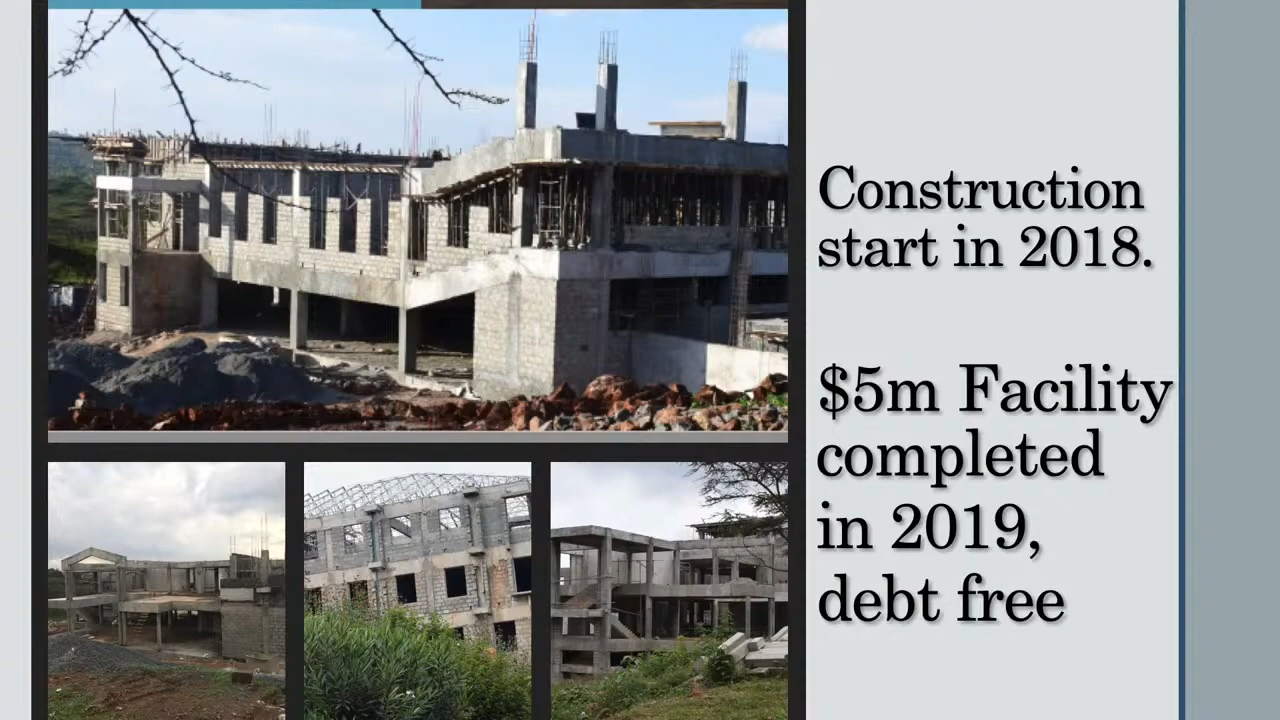 Construction
start in 2018.
$5m Facility
completed
in 2019,
debt free